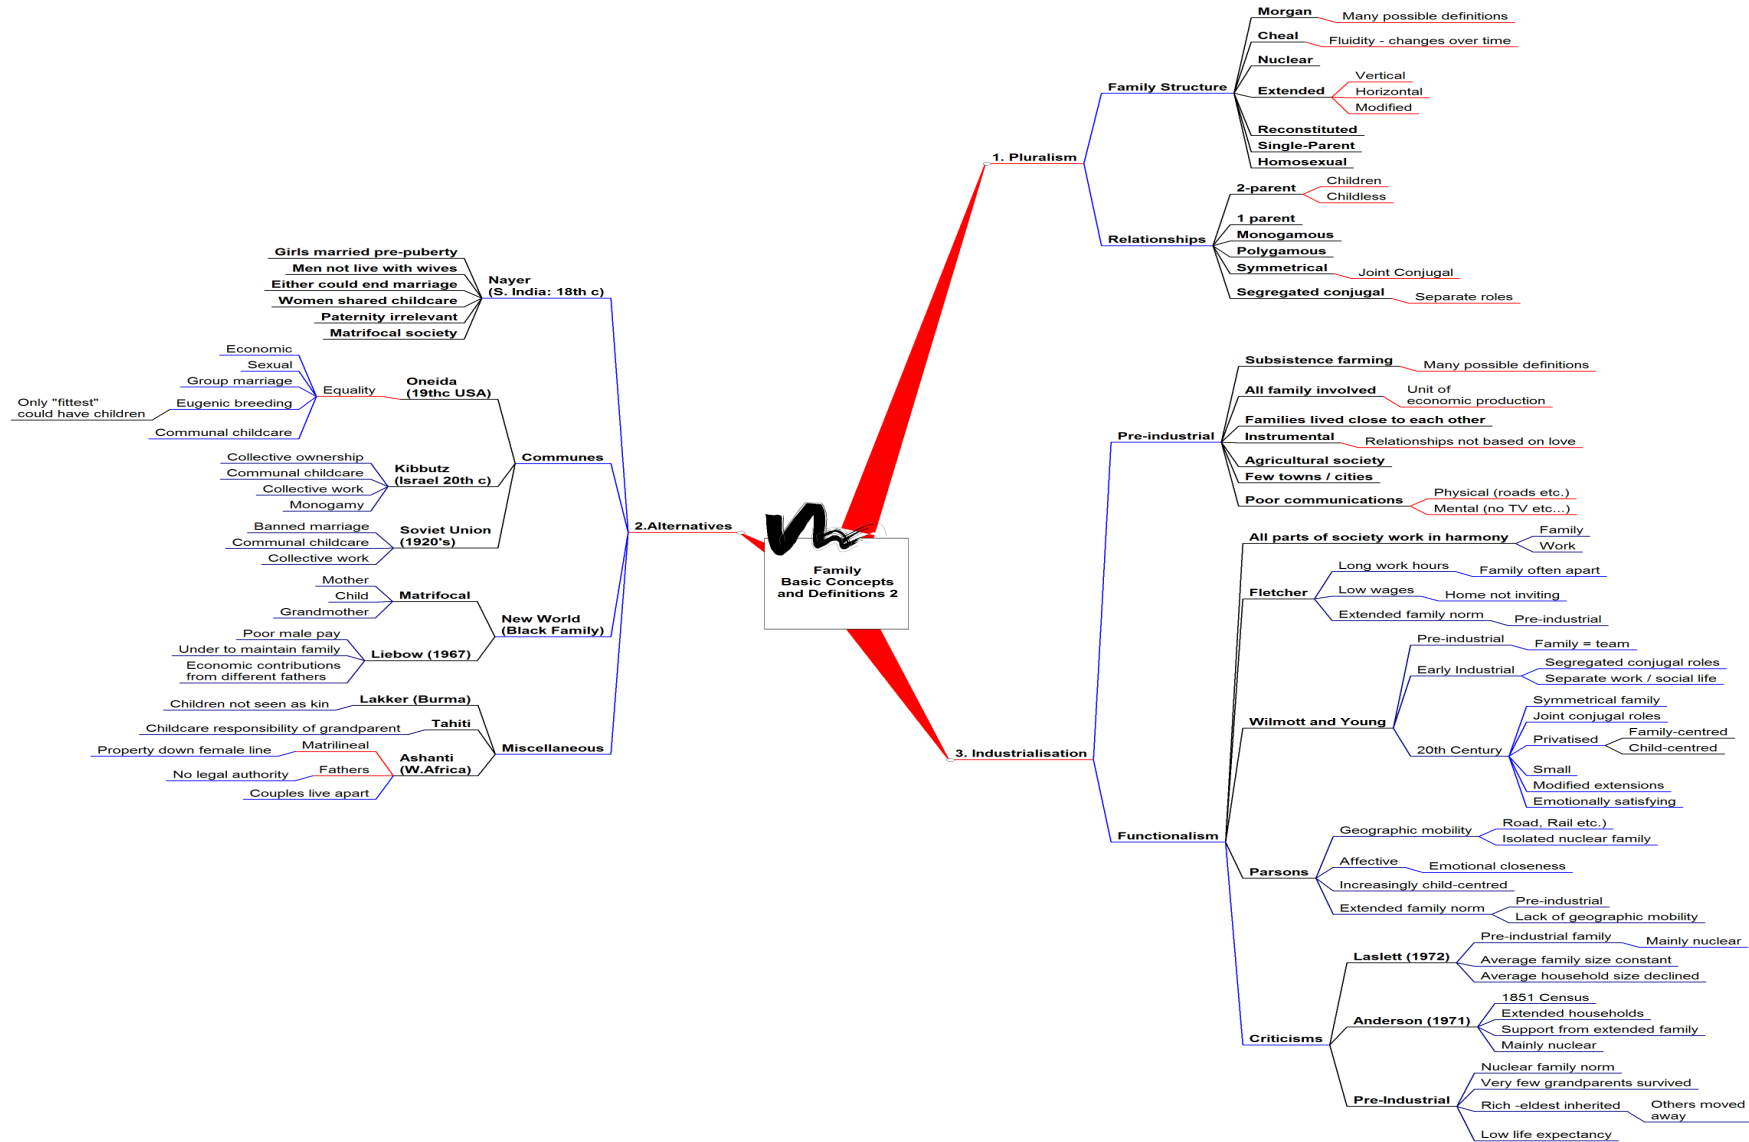 Family
Basic Concepts
and Definitions 2
1. Pluralism
Family Structure
Morgan
Many possible definitions
Cheal
Fluidity - changes over time
Nuclear
Extended
Vertical
Horizontal
Modified
Reconstituted
Single-Parent
Homosexual
Relationships
2-parent
Children
Childless
1 parent
Monogamous
Polygamous
Symmetrical
Joint Conjugal
Segregated conjugal
Separate roles
2.Alternatives
Nayer
(S. India: 18th c)
Girls married pre-puberty
Men not live with wives
Either could end marriage
Women shared childcare
Paternity irrelevant
Matrifocal society
Communes
Oneida
(19thc USA)
Equality
Economic
Sexual
Group marriage
Eugenic breeding
Only "fittest"
could have children
Communal childcare
Kibbutz
(Israel 20th c)
Collective ownership
Communal childcare
Collective work
Monogamy
Soviet Union
(1920's)
Banned marriage
Communal childcare
Collective work
New World
(Black Family)
Matrifocal
Mother
Child
Grandmother
Liebow (1967)
Poor male pay
Under to maintain family
Economic contributions
from different fathers
Miscellaneous
Lakker (Burma)
Children not seen as kin
Tahiti
Childcare responsibility of grandparent
Ashanti
(W.Africa)
Matrilineal
Property down female line
Fathers
No legal authority
Couples live apart
3. Industrialisation
Pre-industrial
Subsistence farming
Many possible definitions
All family involved
Unit of
economic production
Families lived close to each other
Instrumental
Relationships not based on love
Agricultural society
Few towns / cities
Poor communications
Physical (roads etc.)
Mental (no TV etc...)
Functionalism
All parts of society work in harmony
Family
Work
Fletcher
Long work hours
Family often apart
Low wages
Home not inviting
Extended family norm
Pre-industrial
Wilmott and Young
Pre-industrial
Family = team
Early Industrial
Segregated conjugal roles
Separate work / social life
20th Century
Symmetrical family
Joint conjugal roles
Privatised
Family-centred
Child-centred
Small
Modified extensions
Emotionally satisfying
Parsons
Geographic mobility
Road, Rail etc.)
Isolated nuclear family
Affective
Emotional closeness
Increasingly child-centred
Extended family norm
Pre-industrial
Lack of geographic mobility
Criticisms
Laslett (1972)
Pre-industrial family
Mainly nuclear
Average family size constant
Average household size declined
Anderson (1971)
1851 Census
Extended households
Support from extended family
Mainly nuclear
Pre-Industrial
Nuclear family norm
Very few grandparents survived
Rich -eldest inherited
Others moved
away
Low life expectancy